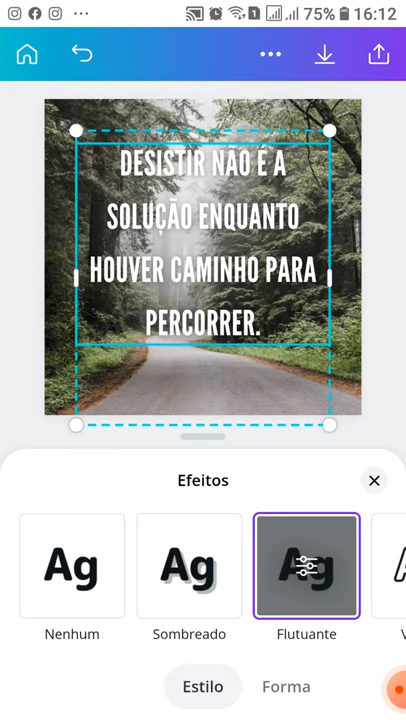 75% 16:12
DESISTIR NÃO É A
SOLUÇÃO ENQUANTO
HOUVER CAMINHO PARA
PERCORRER.
Efeitos
Ag Ag Ag
Nenhum Sombreado Flutuante V
Estilo Forma